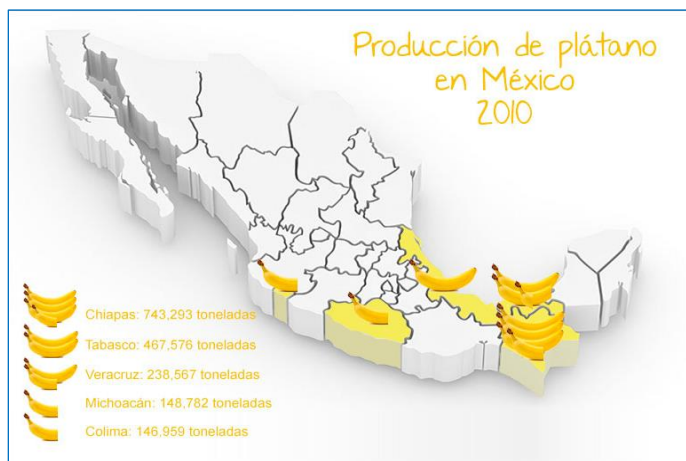 Producción de plátano
en México
2010
Chiapas: 743,293 toneladas
Tabasco: 467,576 toneladas
Veracruz: 238,567 toneladas
Michoacán: 148,782 toneladas
Colima: 146,959 toneladas